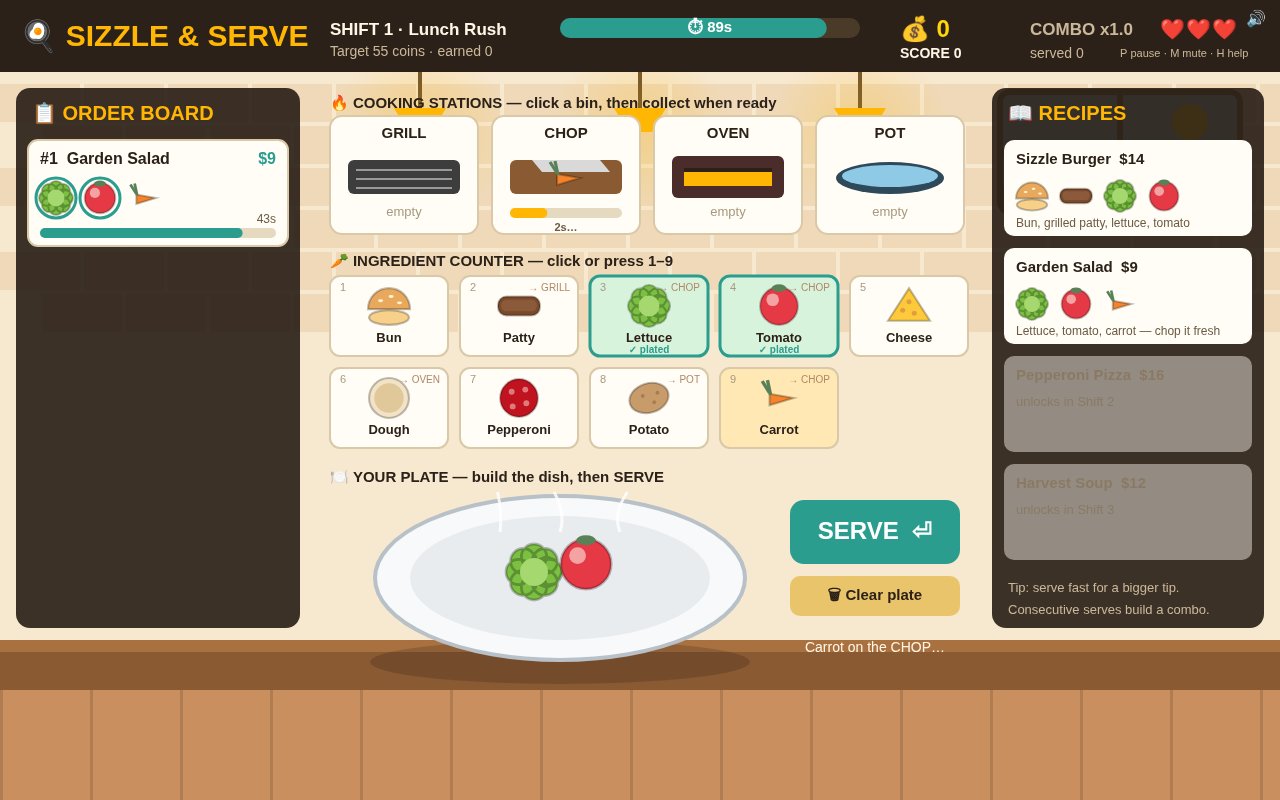 🍳 SIZZLE & SERVE
SHIFT 1 · Lunch Rush
Target 55 coins · earned 0
⏱ 89s
💰 0
SCORE 0
COMBO x1.0 ❤️❤️❤️ 🔊
served 0
P pause · M mute · H help
📋 ORDER BOARD
#1 Garden Salad $9
43s
🔥 COOKING STATIONS — click a bin, then collect when ready
GRILL
empty
CHOP
2s…
OVEN
empty
POT
empty
🥕 INGREDIENT COUNTER — click or press 1–9
1
Bun
2 → GRILL
Patty
3 → CHOP
Lettuce
✓ plated
4 → CHOP
Tomato
✓ plated
5
Cheese
6 → OVEN
Dough
7
Pepperoni
8 → POT
Potato
9 → CHOP
Carrot
🍽️ YOUR PLATE — build the dish, then SERVE
SERVE ⏎
🗑 Clear plate
Carrot on the CHOP…
📖 RECIPES
Sizzle Burger $14
Bun, grilled patty, lettuce, tomato
Garden Salad $9
Lettuce, tomato, carrot — chop it fresh
Pepperoni Pizza $16
unlocks in Shift 2
Harvest Soup $12
unlocks in Shift 3
Tip: serve fast for a bigger tip.
Consecutive serves build a combo.